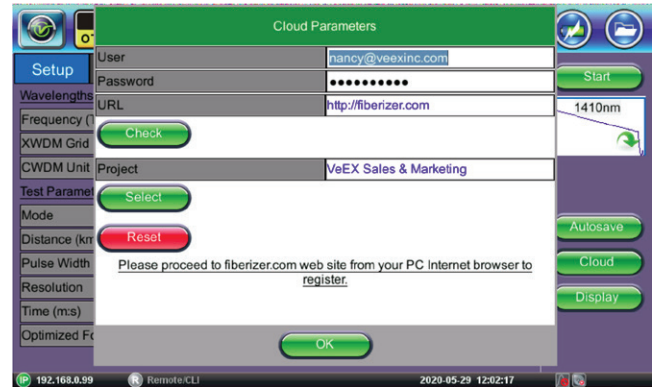 Cloud Parameters
User nancy@veexinc.com
Setup
Password ••••••••••
Start
Wavelengths
URL http://fiberizer.com
1410nm
Frequency (T
Check
XWDM Grid
CWDM Unit
Project VeEX Sales & Marketing
Test Paramet
Select
Mode
Autosave
Distance (km
Reset
Pulse Width
Please proceed to fiberizer.com web site from your PC Internet browser to
register.
Cloud
Resolution
Display
Time (m:s)
Optimized Fo
OK
IP 192.168.0.99 R Remote/CLI 2020-05-29 12:02:17